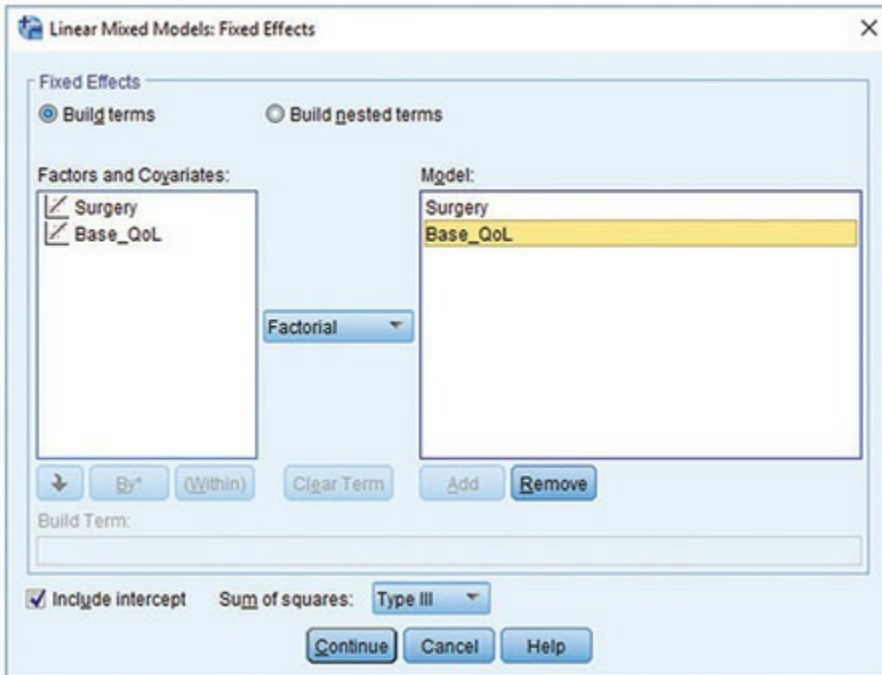 Linear Mixed Models: Fixed Effects
Fixed Effects
Build terms
Build nested terms
Factors and Covariates:
Model:
Surgery
Base_QoL
Surgery
Base_QoL
Factorial
By*
(Within)
Clear Term
Add
Remove
Build Term:
Include intercept
Sum of squares:
Type III
Continue
Cancel
Help